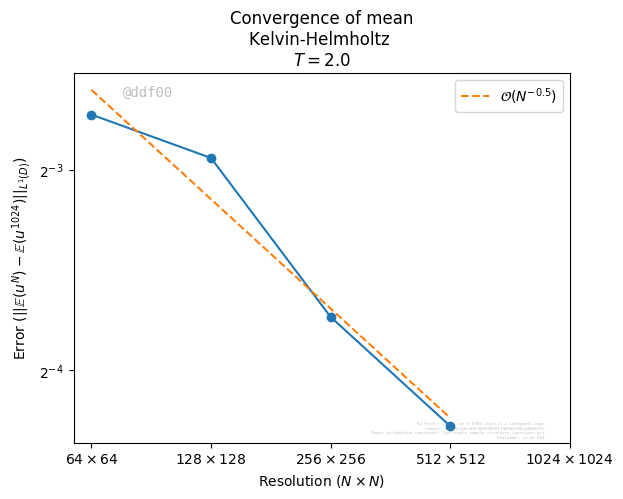 Convergence of mean
Kelvin-Helmholtz
T = 2.0
@ddf00
O(N^{-0.5})
2^{-3}
2^{-4}
Error (||𝔼(u^N) − 𝔼(u^{1024})||_{L^1(D)})
64 × 64
128 × 128
256 × 256
512 × 512
1024 × 1024
Resolution (N × N)